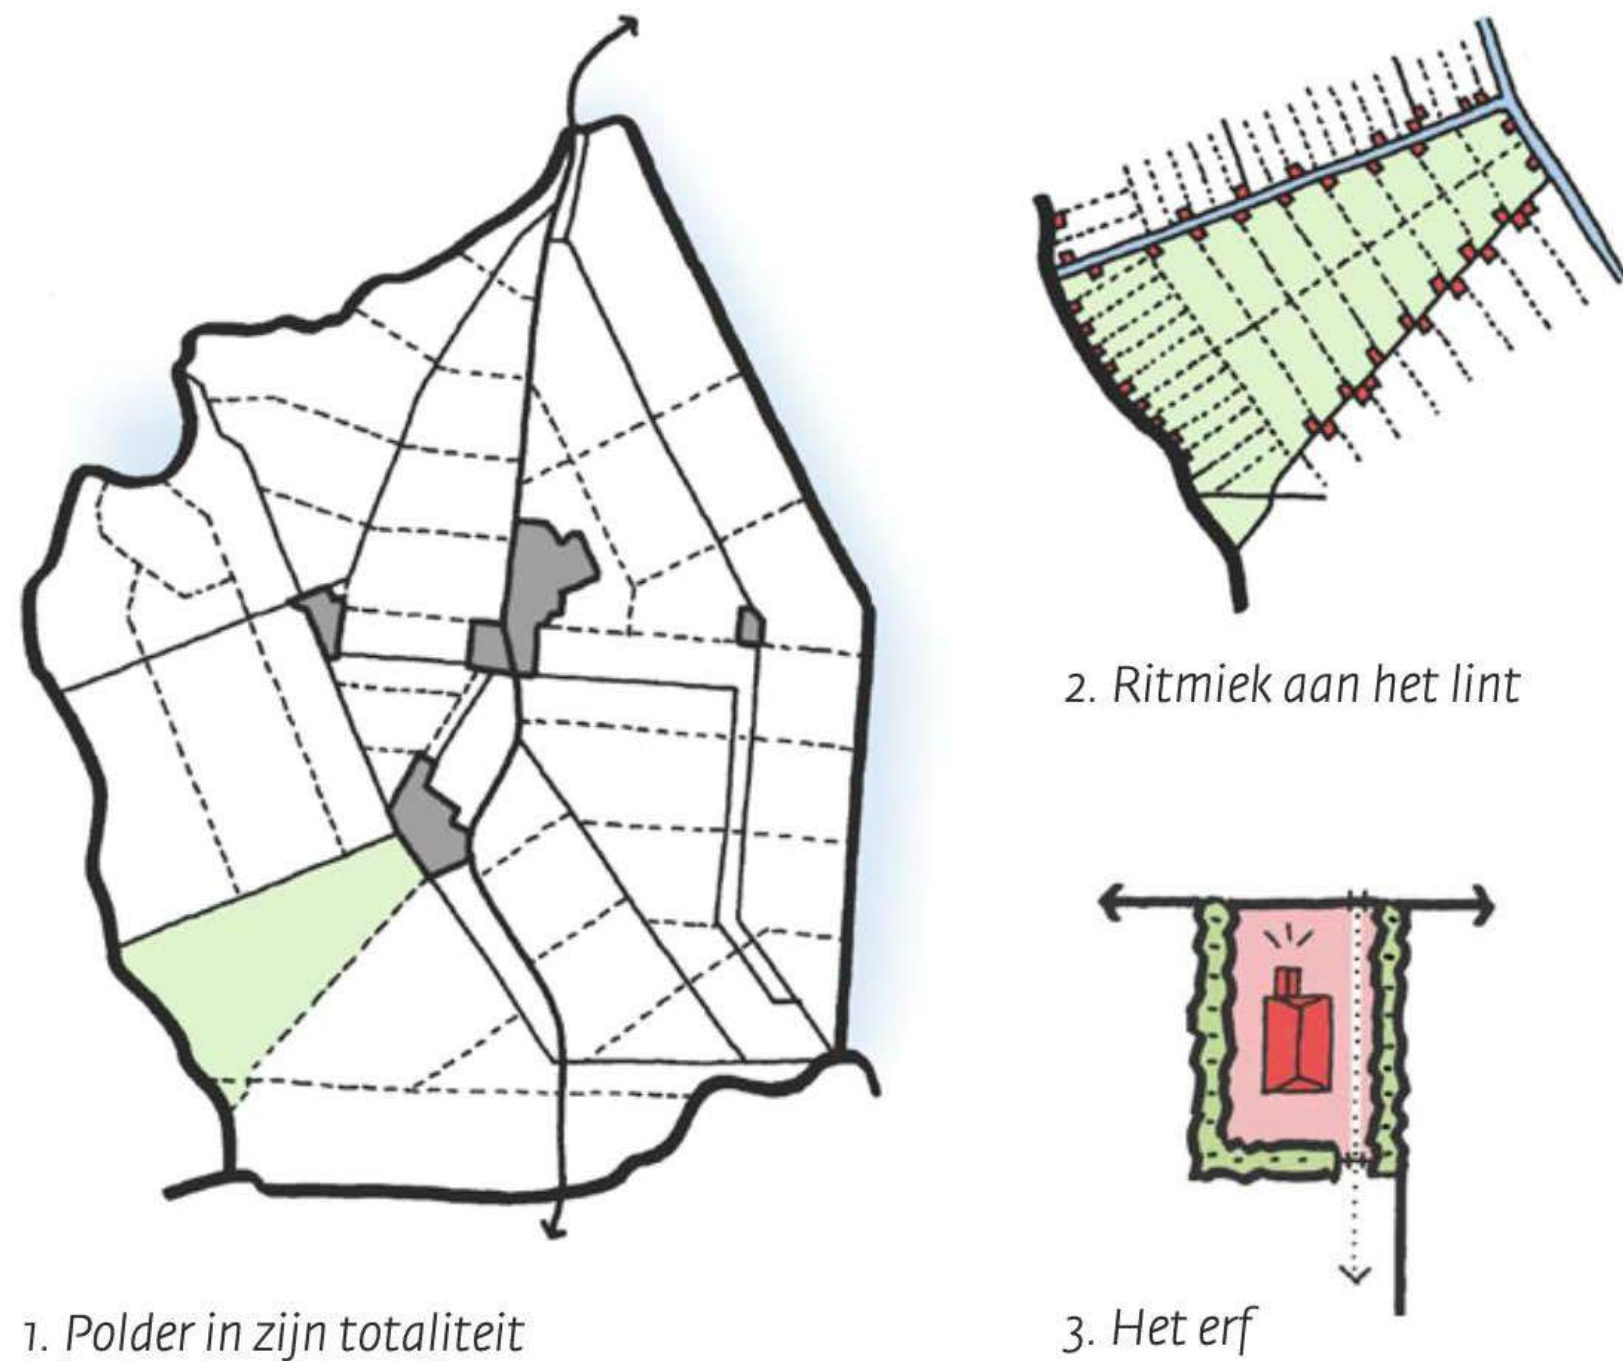 1. Polder in zijn totaliteit
2. Ritmiek aan het lint
3. Het erf